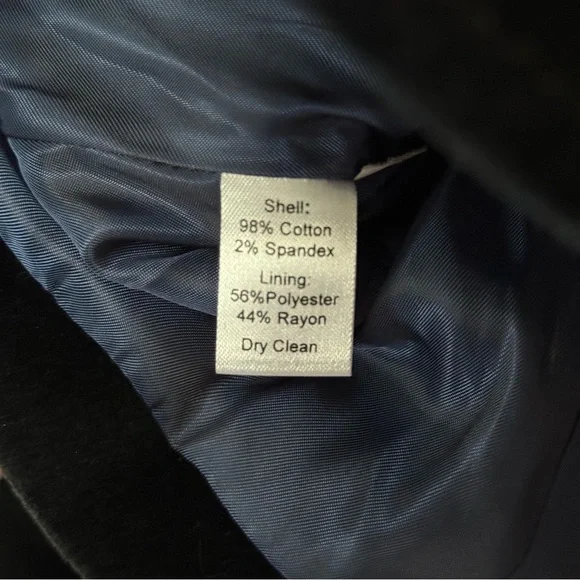 Shell:
98% Cotton
2% Spandex
Lining:
56%Polyester
44% Rayon
Dry Clean